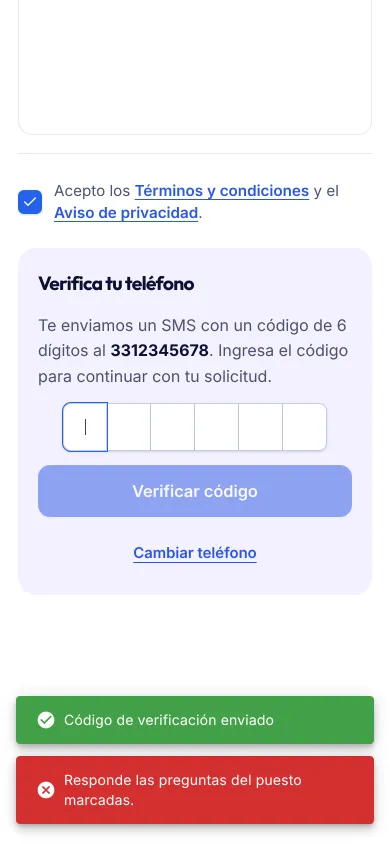 Acepto los Términos y condiciones y el
Aviso de privacidad.
Verifica tu teléfono
Te enviamos un SMS con un código de 6
dígitos al 3312345678. Ingresa el código
para continuar con tu solicitud.
Verificar código
Cambiar teléfono
Código de verificación enviado
Responde las preguntas del puesto
marcadas.